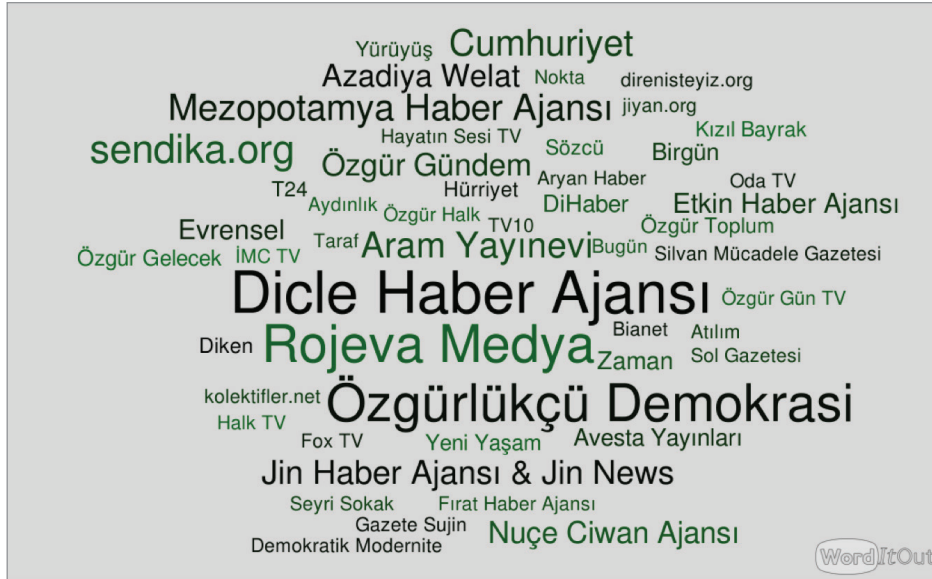 Yürüyüş Cumhuriyet
Azadiya Welat Nokta direnisteyiz.org
Mezopotamya Haber Ajansı jiyan.org
sendika.org Hayatın Sesi TV Sözcü Birgün Kızıl Bayrak
Özgür Gündem
T24 Hürriyet Aryan Haber Oda TV
Aydınlık Özgür Halk TV10 DiHaber Etkin Haber Ajansı
Evrensel Taraf Aram Yayınevi Bugün Özgür Toplum
Özgür Gelecek İMC TV Silvan Mücadele Gazetesi
Dicle Haber Ajansı Özgür Gün TV
Diken Rojeva Medya Zaman Bianet Atılım
Sol Gazetesi
kolektifler.net Özgürlükçü Demokrasi
Halk TV
Fox TV Yeni Yaşam Avesta Yayınları
Jin Haber Ajansı & Jin News
Seyri Sokak Fırat Haber Ajansı
Gazete Sujin Nuçe Ciwan Ajansı
Demokratik Modernite
WordItOut